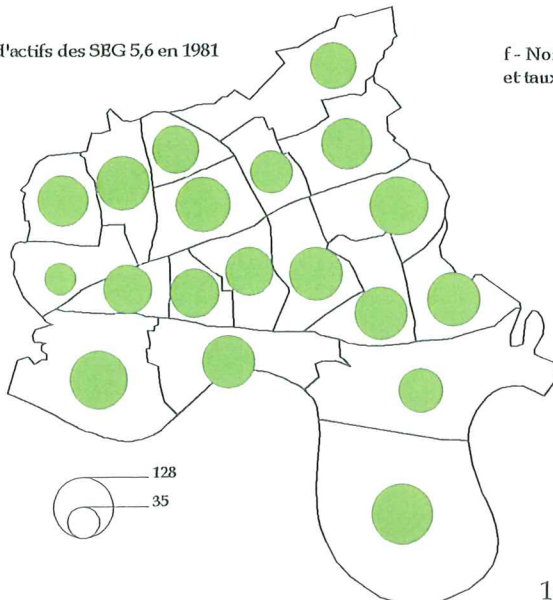 d'actifs des SEG 5,6 en 1981
f - No
et taux
128
35
1